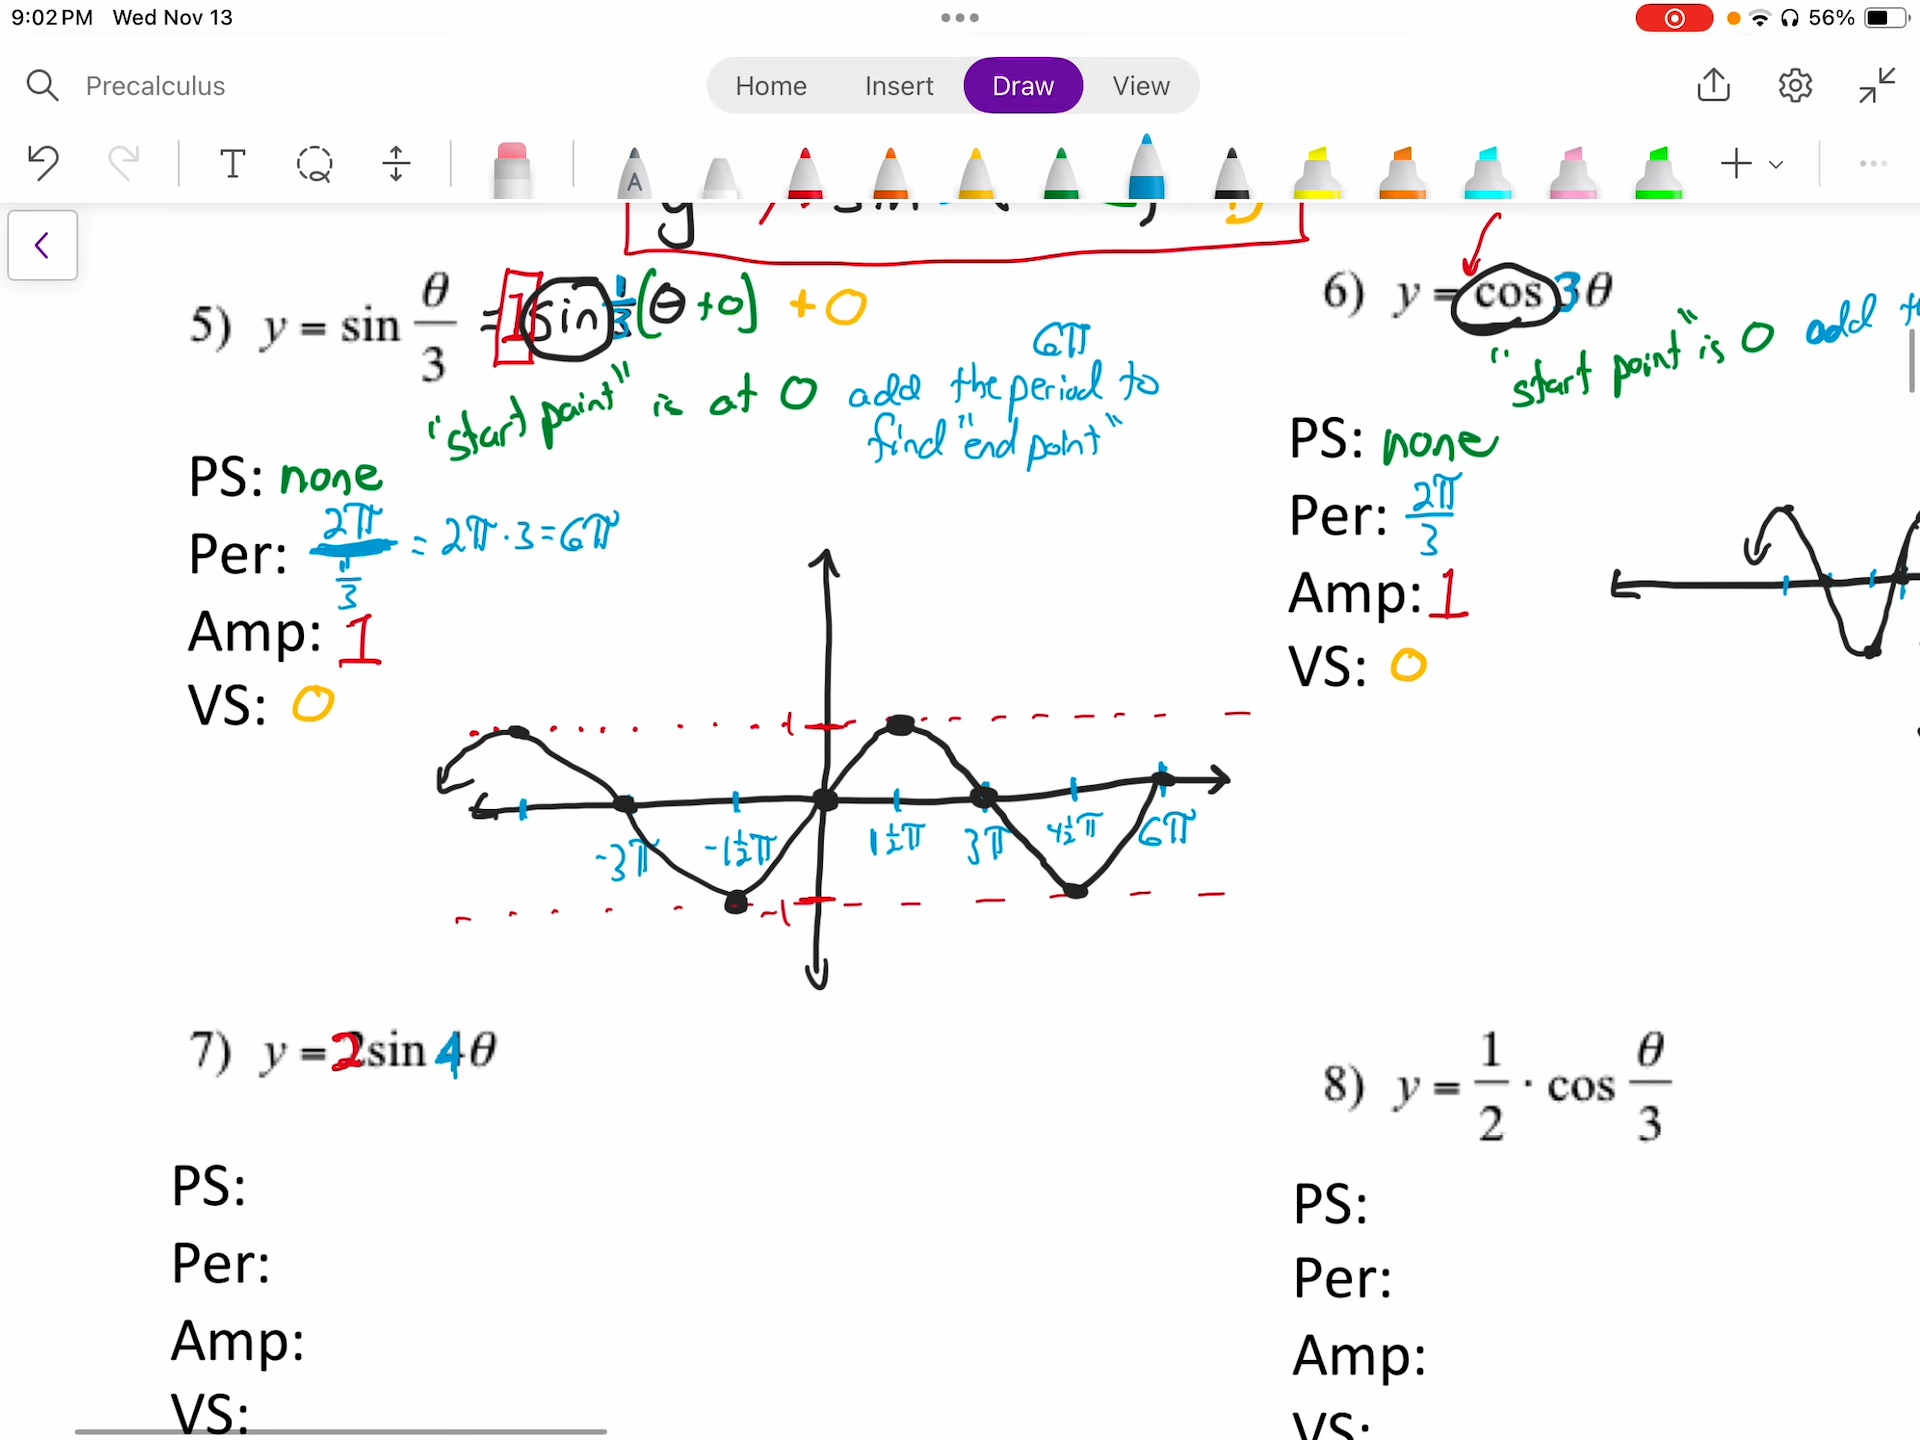 9:02 PM Wed Nov 13
56%
Precalculus
Home Insert Draw View
T
A
5) y = sin θ/3 = 1 sin 1/3 (θ + 0) + 0
"start point" is at 0
6π
add the period to
find "end point"
PS: none
Per: 2π/(1/3) = 2π · 3 = 6π
Amp: 1
VS: 0
1
-3π -1½π 1½π 3π 4½π 6π
-1
6) y = cos 3θ
"start point" is 0 add
PS: none
Per: 2π/3
Amp: 1
VS: 0
7) y = 2 sin 4θ
PS:
Per:
Amp:
VS:
8) y = 1/2 · cos θ/3
PS:
Per:
Amp:
VS: